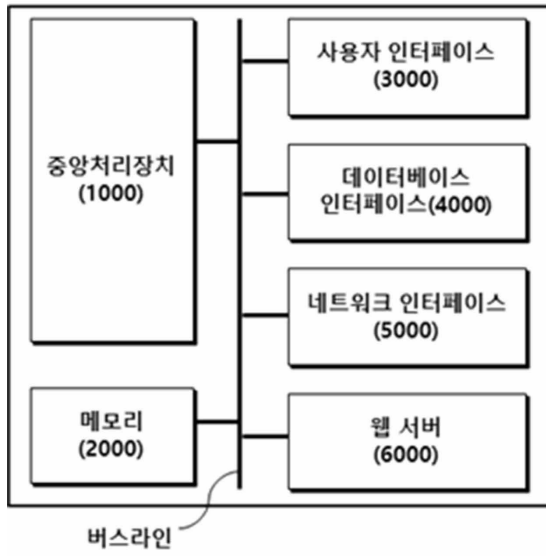 중앙처리장치
(1000)
메모리
(2000)
사용자 인터페이스
(3000)
데이터베이스
인터페이스(4000)
네트워크 인터페이스
(5000)
웹 서버
(6000)
버스라인